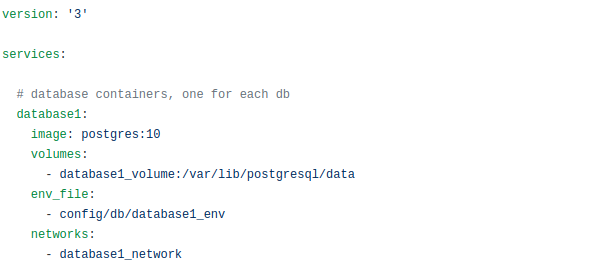 version: '3'
services:
# database containers, one for each db
database1:
image: postgres:10
volumes:
- database1_volume:/var/lib/postgresql/data
env_file:
- config/db/database1_env
networks:
- database1_network